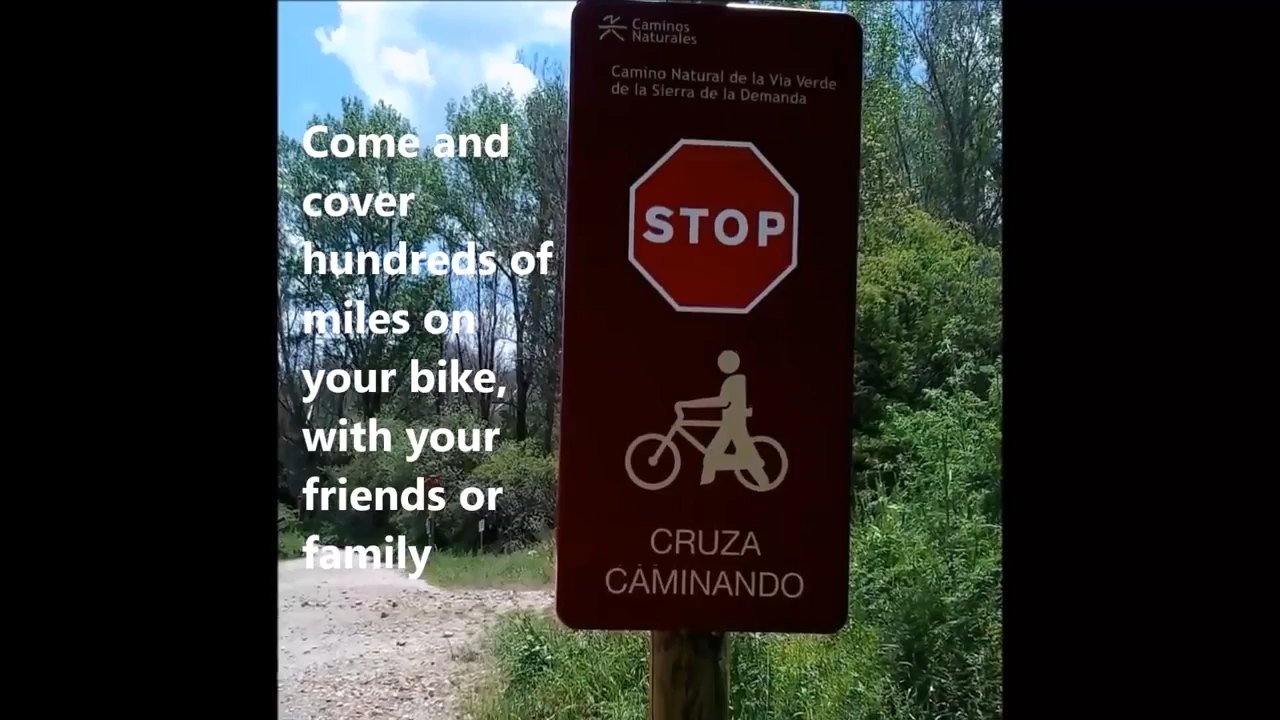 Come and
cover
hundreds of
miles on
your bike,
with your
friends or
family
Caminos
Naturales
Camino Natural de la Vía Verde
de la Sierra de la Demanda
STOP
CRUZA
CAMINANDO